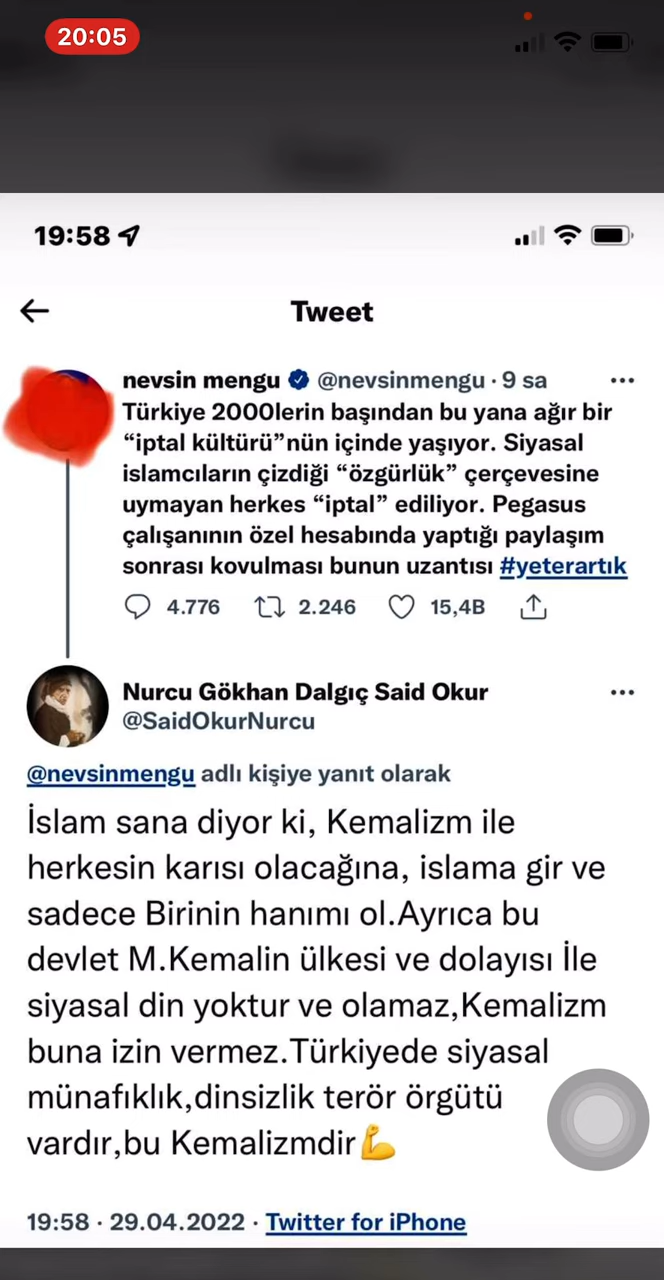 20:05
19:58
Tweet
nevsin mengu @nevsinmengu · 9 sa
Türkiye 2000lerin başından bu yana ağır bir
“iptal kültürü”nün içinde yaşıyor. Siyasal
islamcıların çizdiği “özgürlük” çerçevesine
uymayan herkes “iptal” ediliyor. Pegasus
çalışanının özel hesabında yaptığı paylaşım
sonrası kovulması bunun uzantısı #yeterartık
4.776 2.246 15,4B
Nurcu Gökhan Dalgıç Said Okur
@SaidOkurNurcu
@nevsinmengu adlı kişiye yanıt olarak
İslam sana diyor ki, Kemalizm ile
herkesin karısı olacağına, islama gir ve
sadece Birinin hanımı ol.Ayrıca bu
devlet M.Kemalin ülkesi ve dolayısı İle
siyasal din yoktur ve olamaz,Kemalizm
buna izin vermez.Türkiyede siyasal
münafıklık,dinsizlik terör örgütü
vardır,bu Kemalizmdir💪
19:58 · 29.04.2022 · Twitter for iPhone